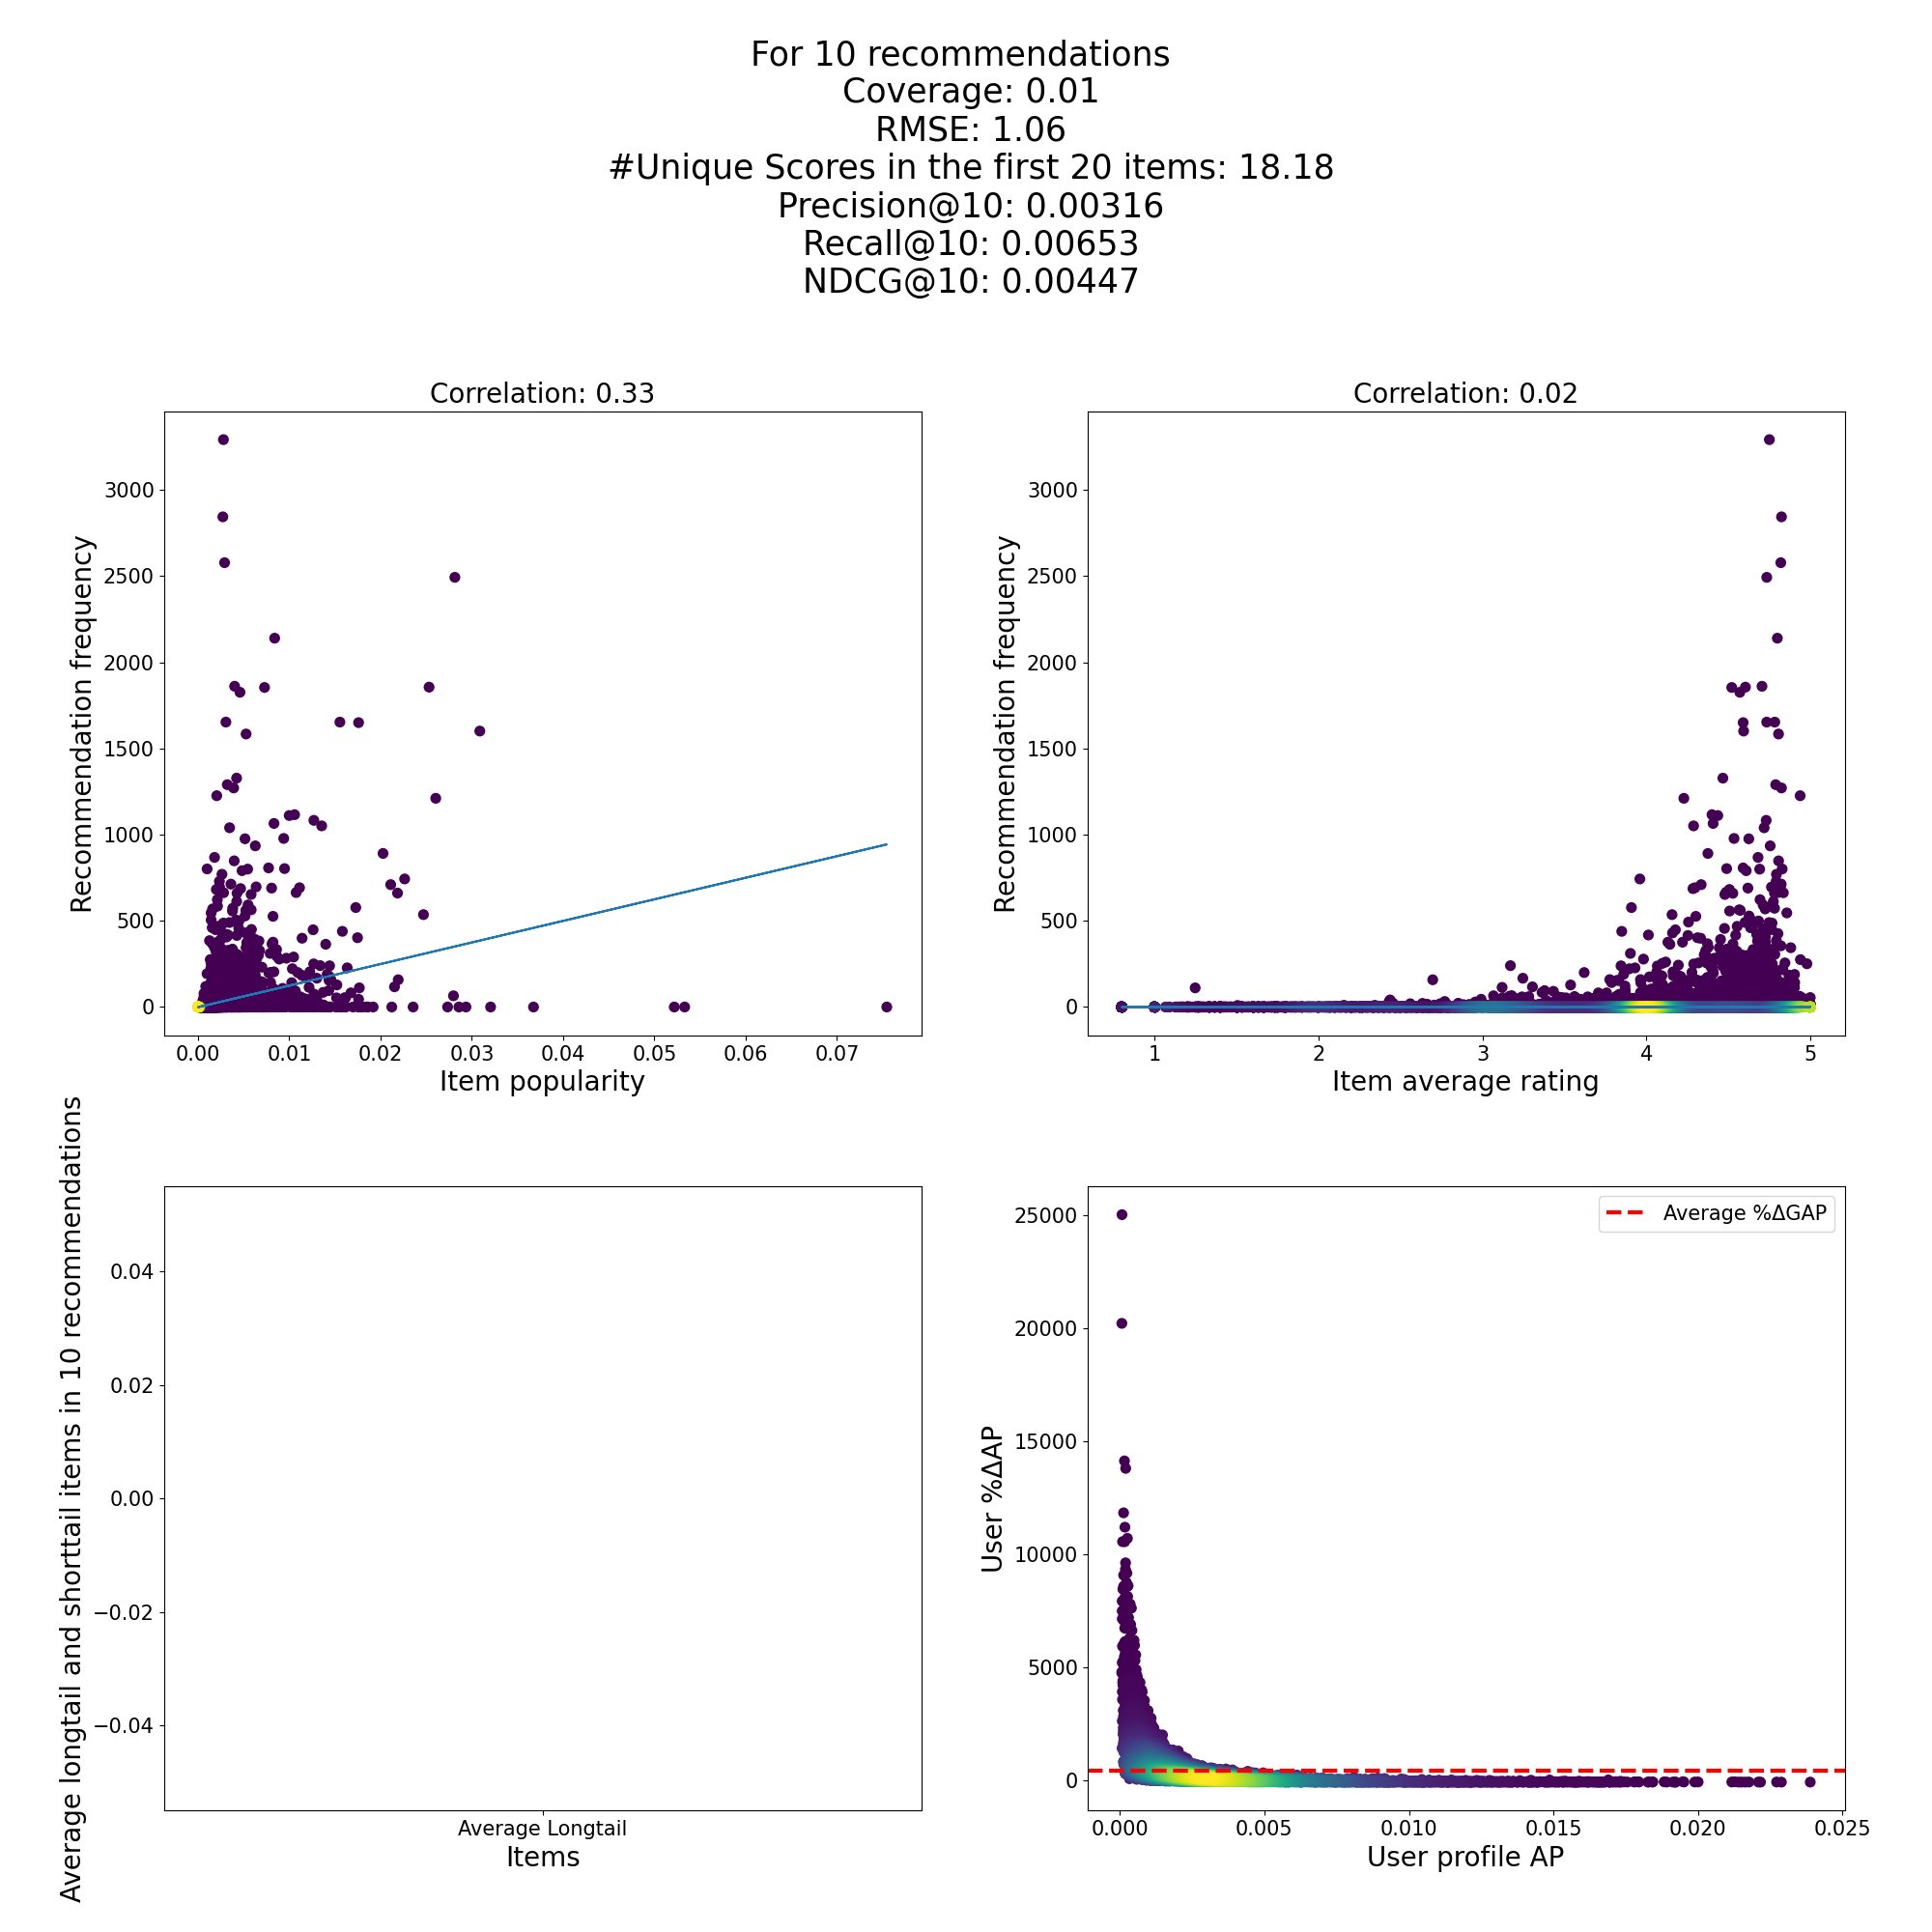 For 10 recommendations
Coverage: 0.01
RMSE: 1.06
#Unique Scores in the first 20 items: 18.18
Precision@10: 0.00316
Recall@10: 0.00653
NDCG@10: 0.00447
Correlation: 0.33
Recommendation frequency
3000
2500
2000
1500
1000
500
0
0.00 0.01 0.02 0.03 0.04 0.05 0.06 0.07
Item popularity
Correlation: 0.02
Recommendation frequency
3000
2500
2000
1500
1000
500
0
1 2 3 4 5
Item average rating
Average longtail and shorttail items in 10 recommendations
0.04
0.02
0.00
−0.02
−0.04
Average Longtail
Items
Average %ΔGAP
User %ΔAP
25000
20000
15000
10000
5000
0
0.000 0.005 0.010 0.015 0.020 0.025
User profile AP